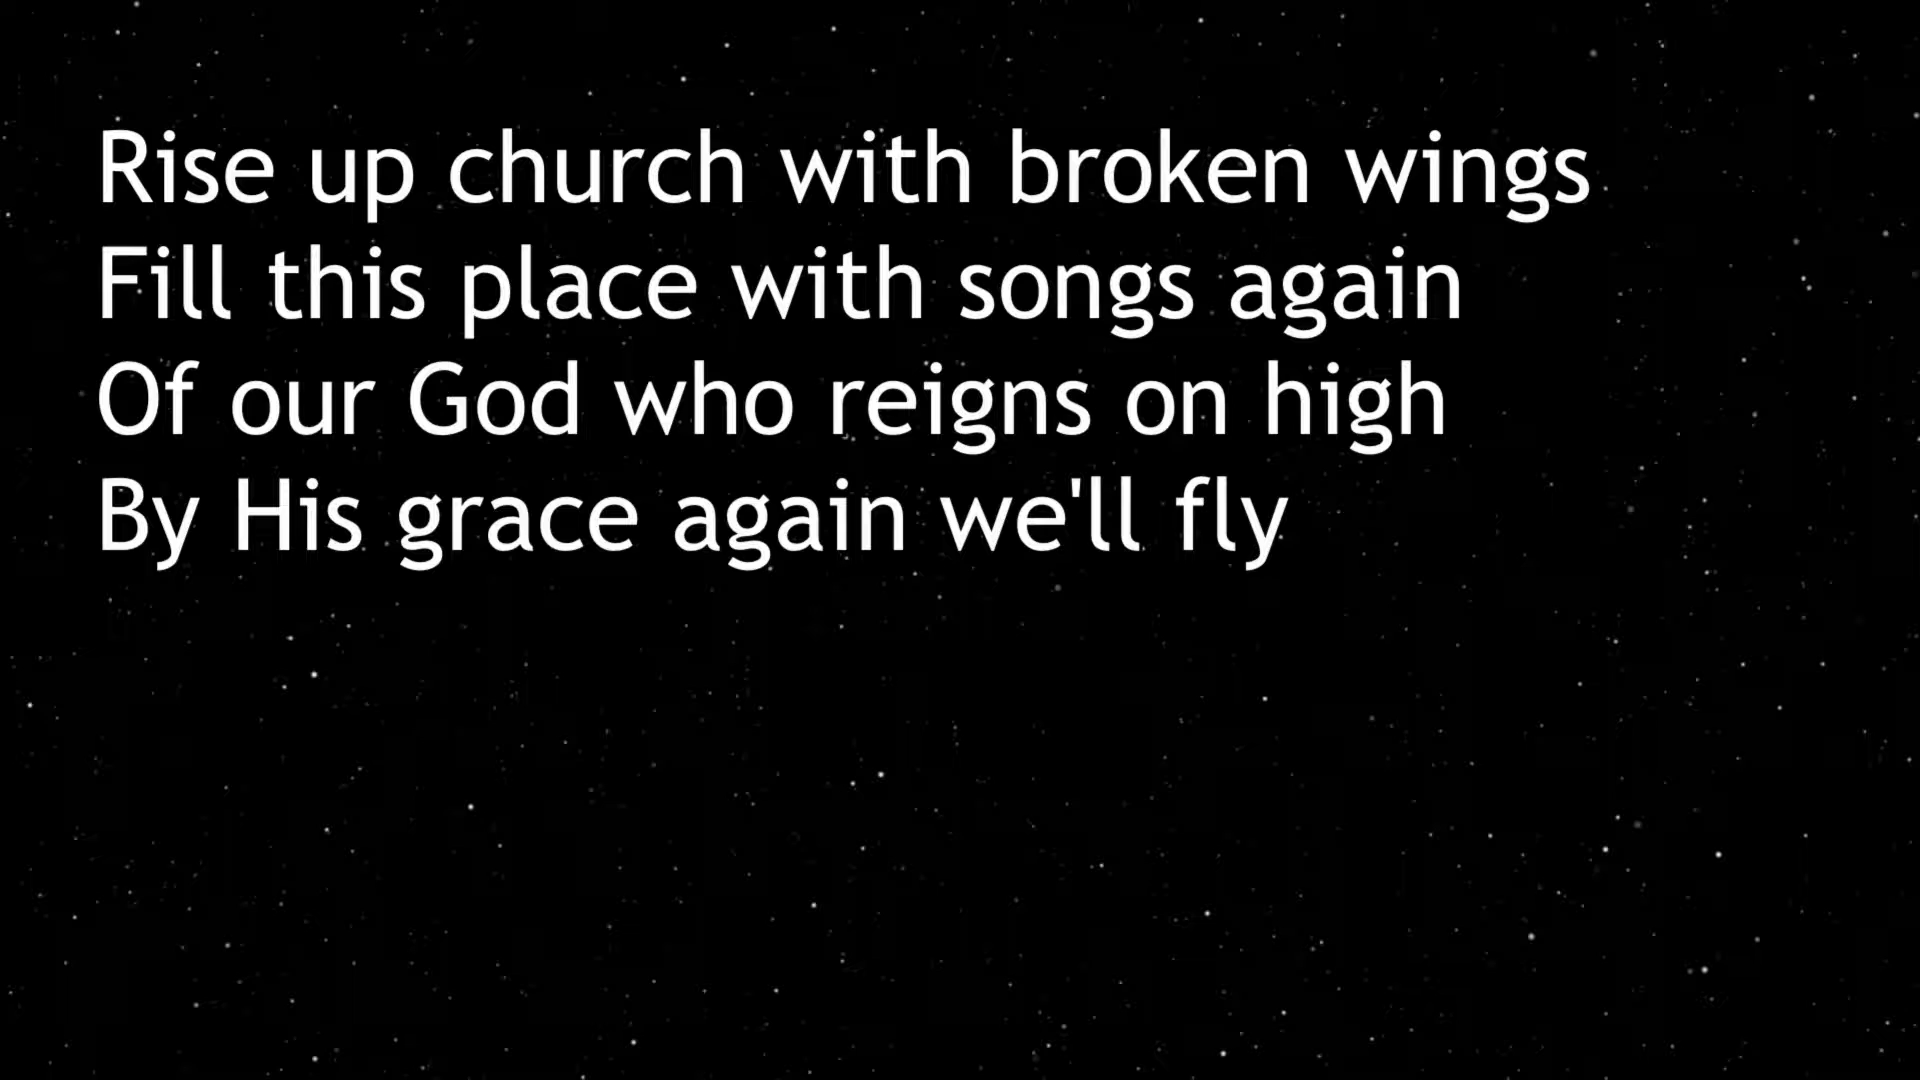 Rise up church with broken wings
Fill this place with songs again
Of our God who reigns on high
By His grace again we'll fly